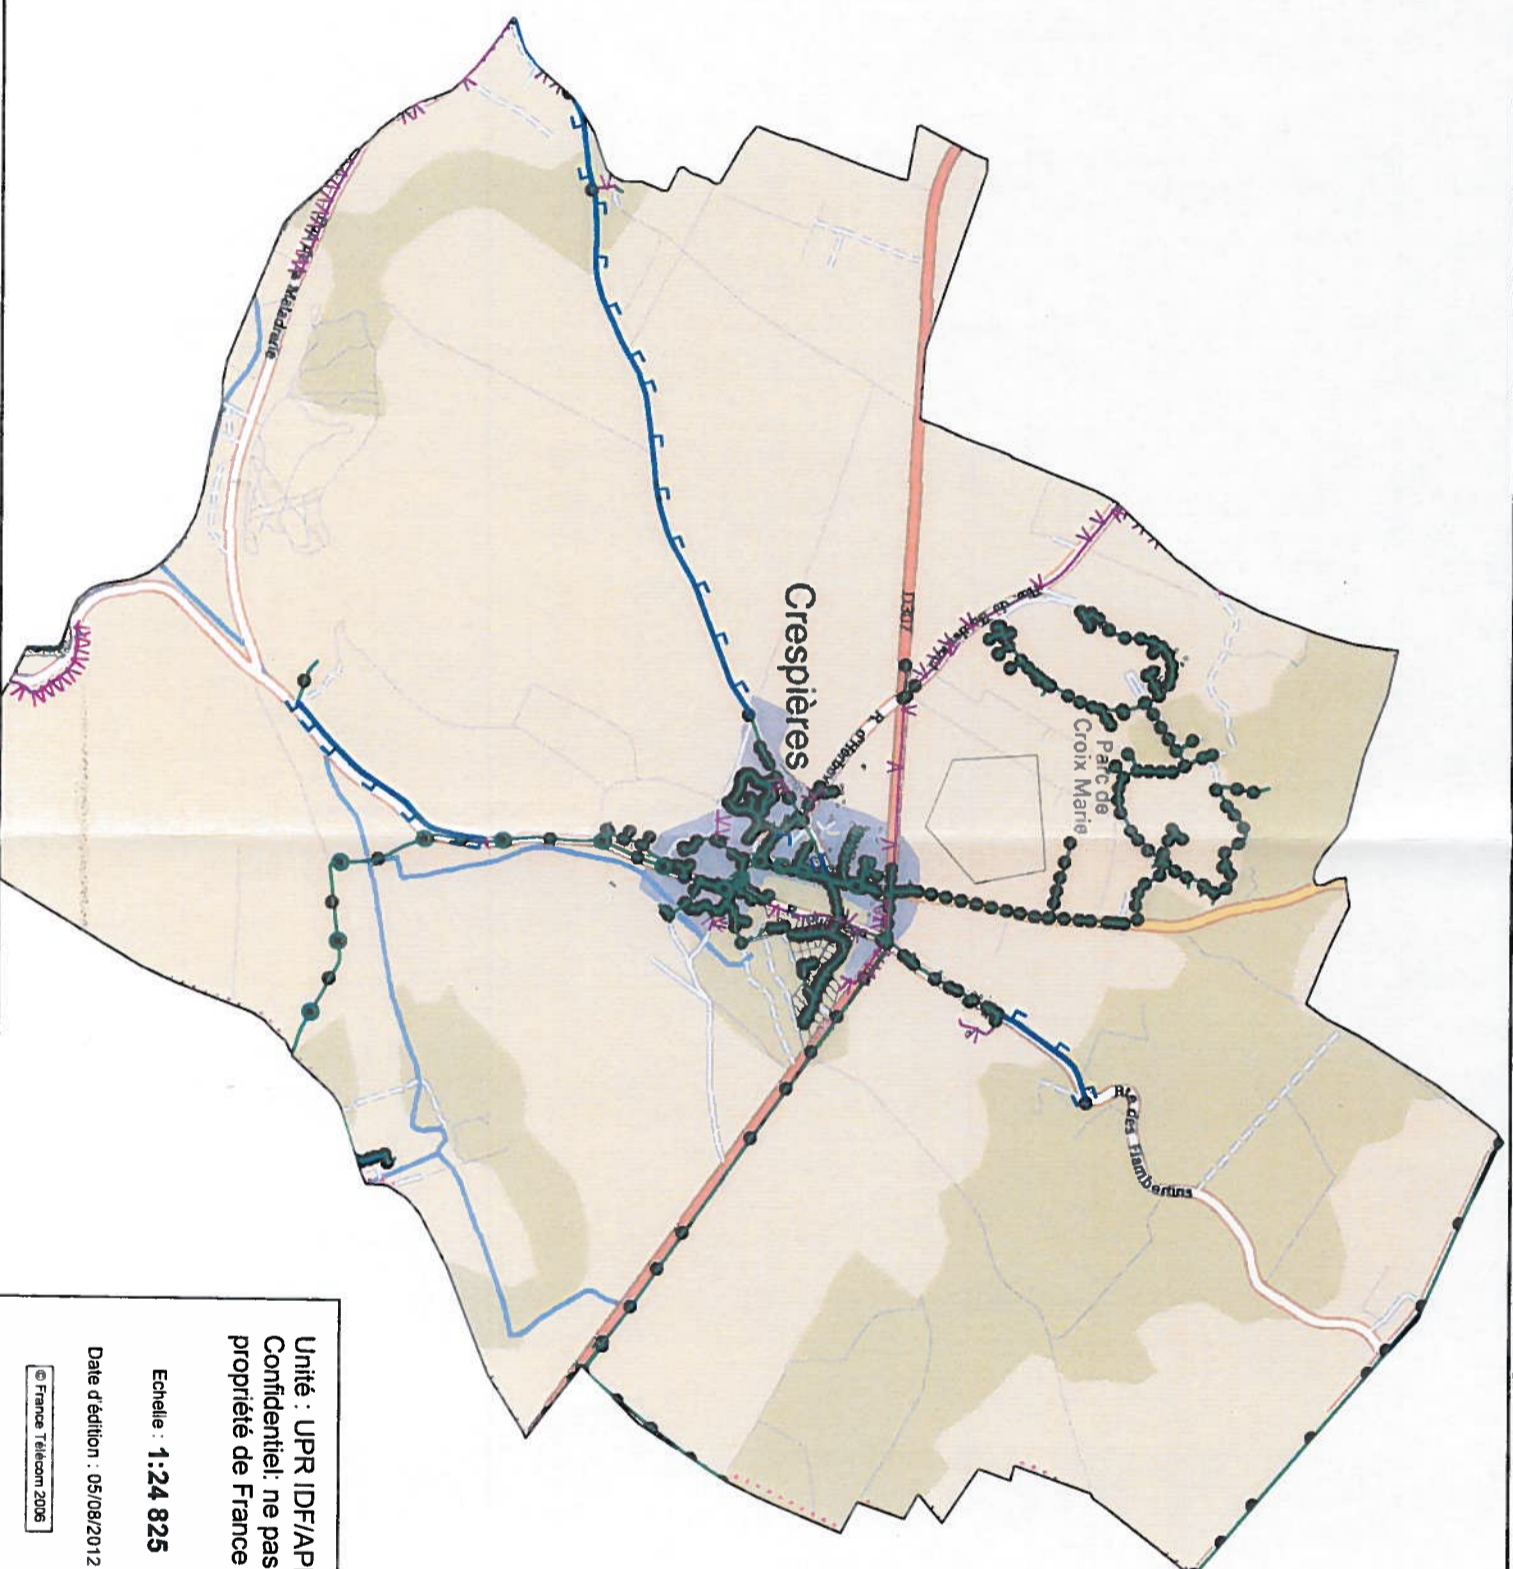 Crespières
D307
Parc de
Croix Marie
Rte des Flambertins
Unité : UPR IDF/AP
Confidentiel: ne pas
propriété de France
Echelle : 1:24 825
Date d'édition : 05/08/2012
© France Télécom 2006